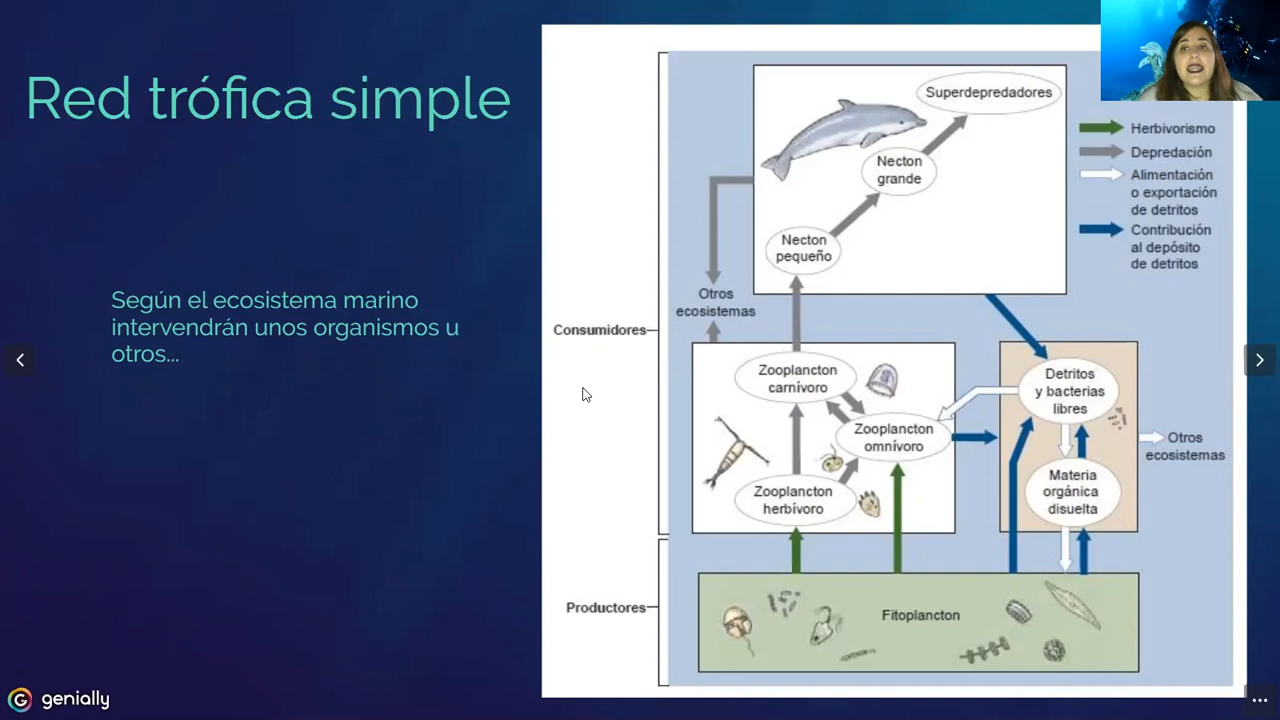 Red trófica simple
Según el ecosistema marino
intervendrán unos organismos u
otros...
Superdepredadores
Necton
grande
Necton
pequeño
Herbivorismo
Depredación
Alimentación
o exportación
de detritos
Contribución
al depósito
de detritos
Otros
ecosistemas
Consumidores
Zooplancton
carnívoro
Zooplancton
omnívoro
Zooplancton
herbívoro
Detritos
y bacterias
libres
Materia
orgánica
disuelta
Otros
ecosistemas
Productores
Fitoplancton
genially